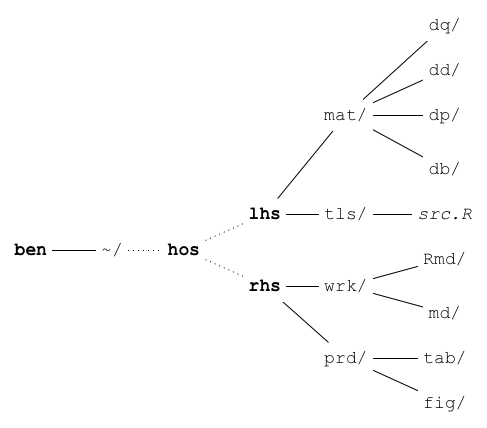 dq/
dd/
mat/ dp/
db/
lhs tls/ src.R
ben ~/ hos
Rmd/
rhs wrk/
md/
prd/ tab/
fig/